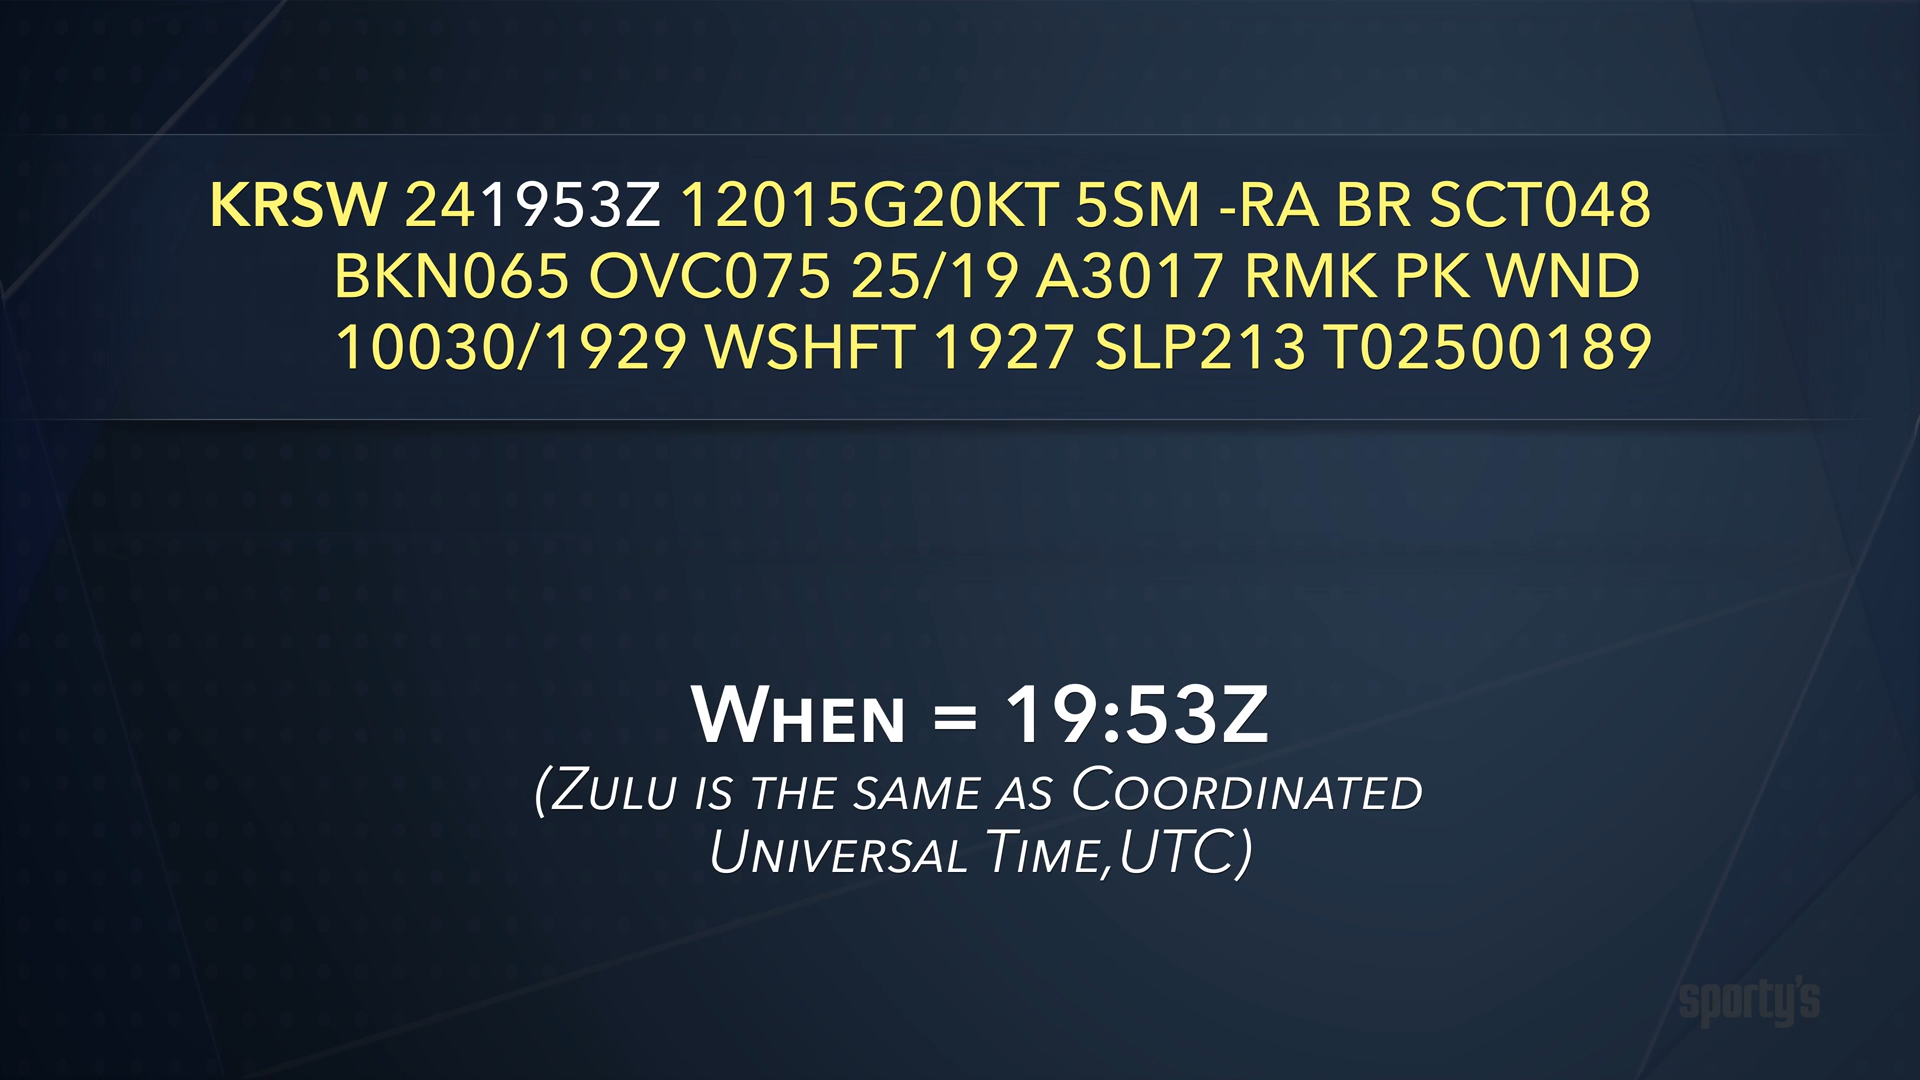 KRSW 241953Z 12015G20KT 5SM -RA BR SCT048
BKN065 OVC075 25/19 A3017 RMK PK WND
10030/1929 WSHFT 1927 SLP213 T02500189
WHEN = 19:53Z
(ZULU IS THE SAME AS COORDINATED
UNIVERSAL TIME,UTC)
sporty's